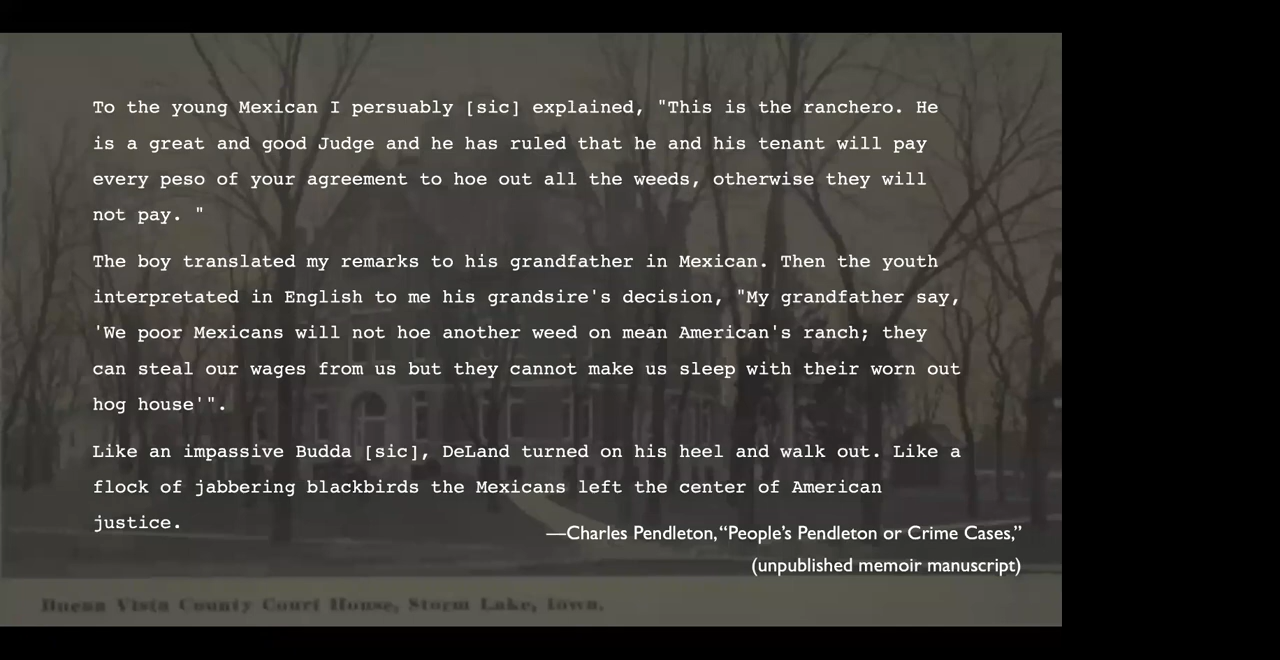 To the young Mexican I persuably [sic] explained, "This is the ranchero. He
is a great and good Judge and he has ruled that he and his tenant will pay
every peso of your agreement to hoe out all the weeds, otherwise they will
not pay. "
The boy translated my remarks to his grandfather in Mexican. Then the youth
interpretated in English to me his grandsire's decision, "My grandfather say,
'We poor Mexicans will not hoe another weed on mean American's ranch; they
can steal our wages from us but they cannot make us sleep with their worn out
hog house'".
Like an impassive Budda [sic], DeLand turned on his heel and walk out. Like a
flock of jabbering blackbirds the Mexicans left the center of American
justice.
—Charles Pendleton,“People’s Pendleton or Crime Cases,”
(unpublished memoir manuscript)
Buena Vista County Court House, Storm Lake, Iowa.